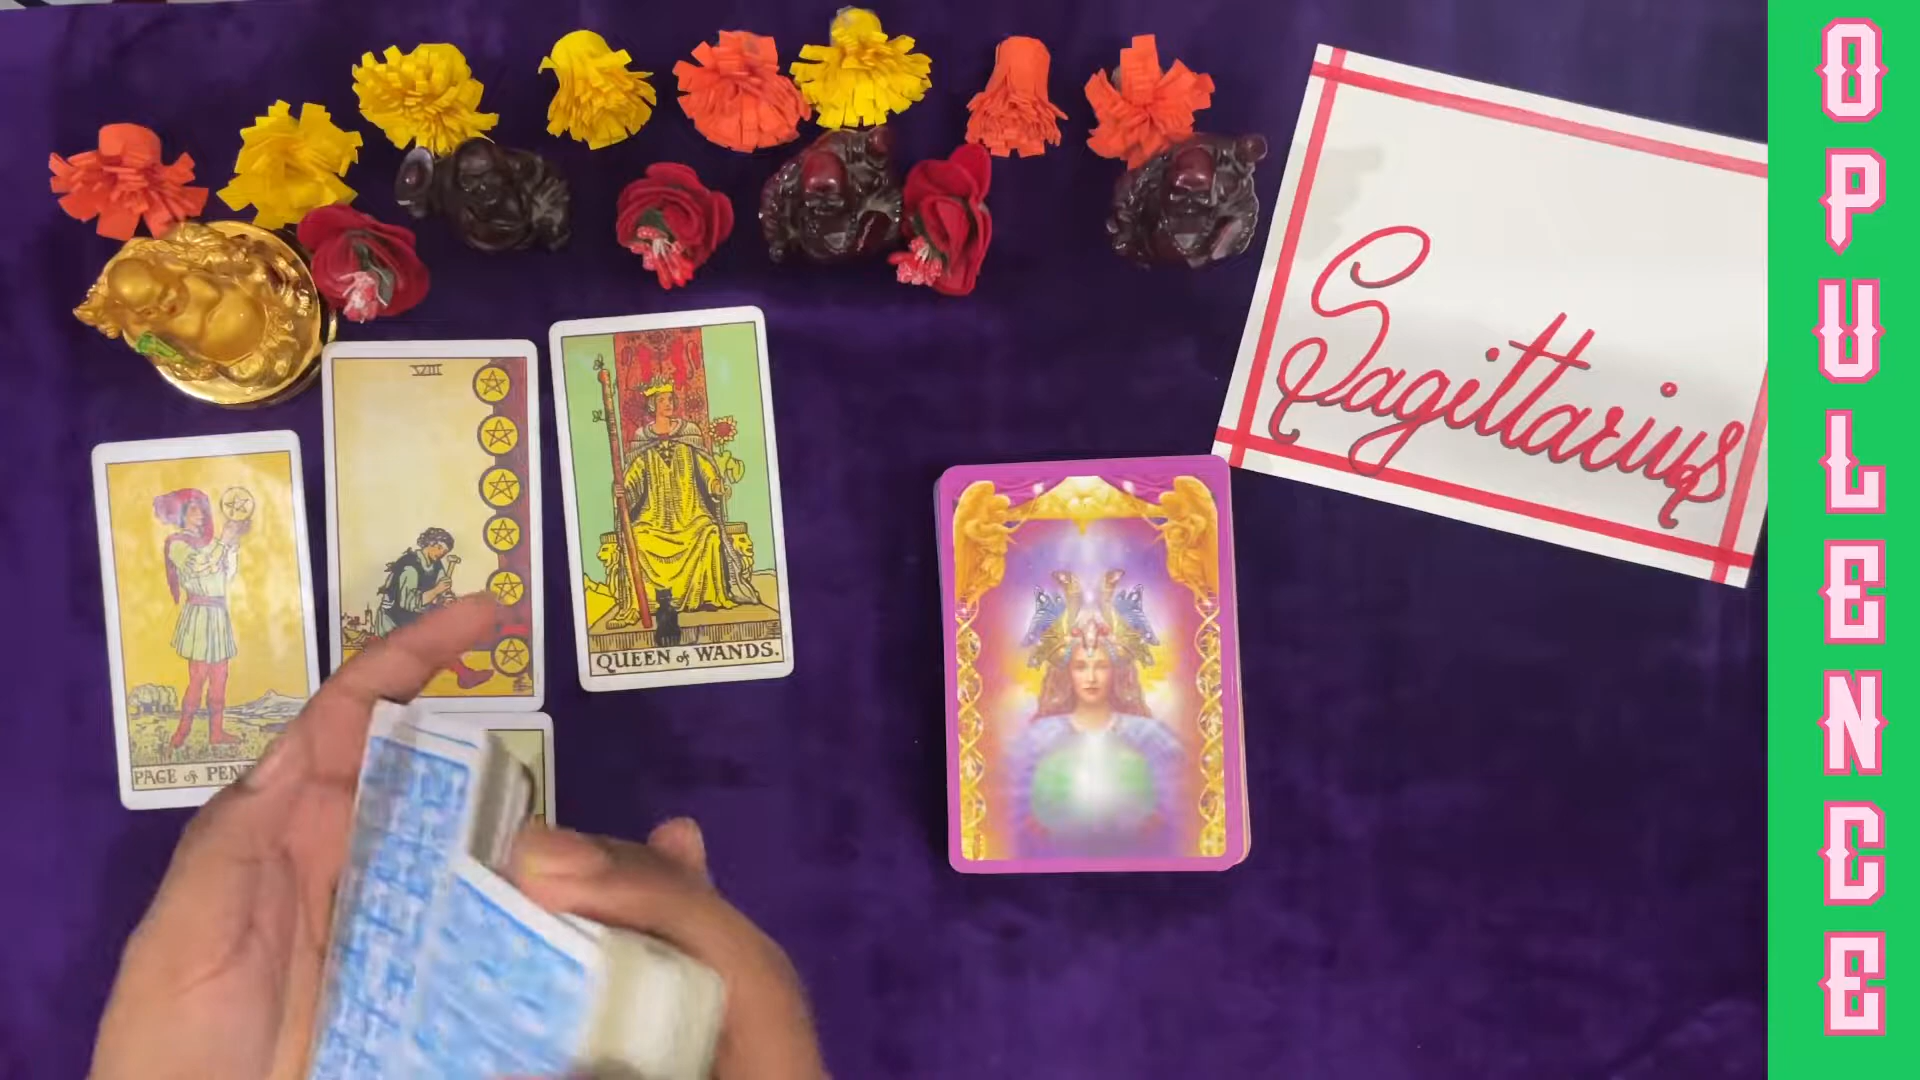 Sagittarius
VIII
QUEEN of WANDS.
PAGE of PEN
OPULENCE